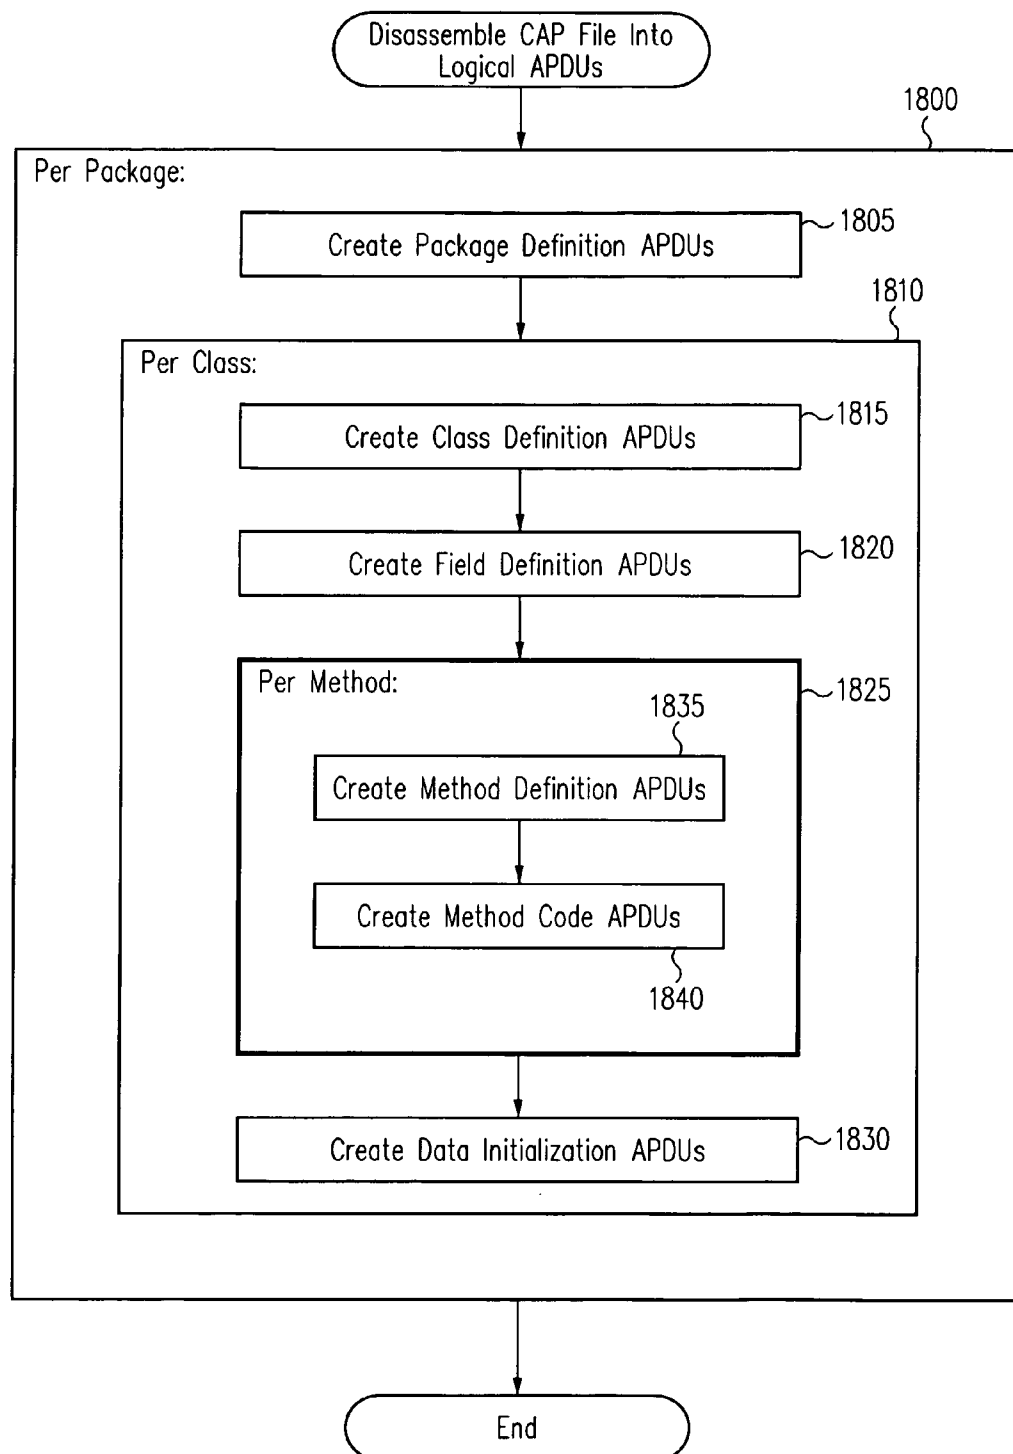 Disassemble CAP File Into
Logical APDUs
1800
Per Package:
1805
Create Package Definition APDUs
1810
Per Class:
1815
Create Class Definition APDUs
1820
Create Field Definition APDUs
Per Method:
1825
1835
Create Method Definition APDUs
Create Method Code APDUs
1840
Create Data Initialization APDUs
1830
End